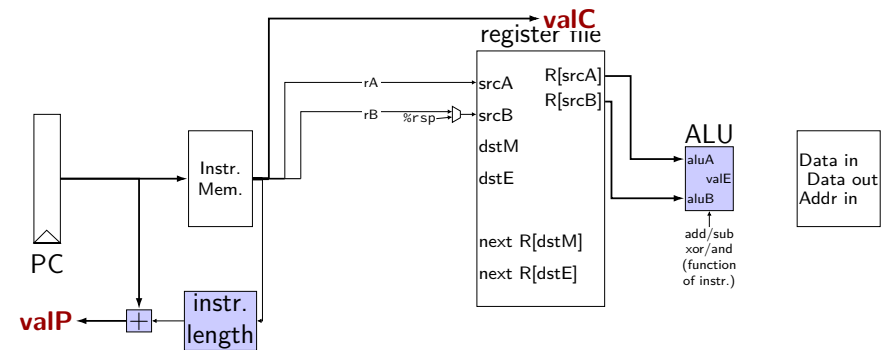 valC
register file
rA
rB
%rsp
srcA
srcB
dstM
dstE
next R[dstM]
next R[dstE]
R[srcA]
R[srcB]
Instr.
Mem.
PC
valP
+
instr.
length
ALU
aluA
valE
aluB
add/sub
xor/and
(function
of instr.)
Data in
Data out
Addr in